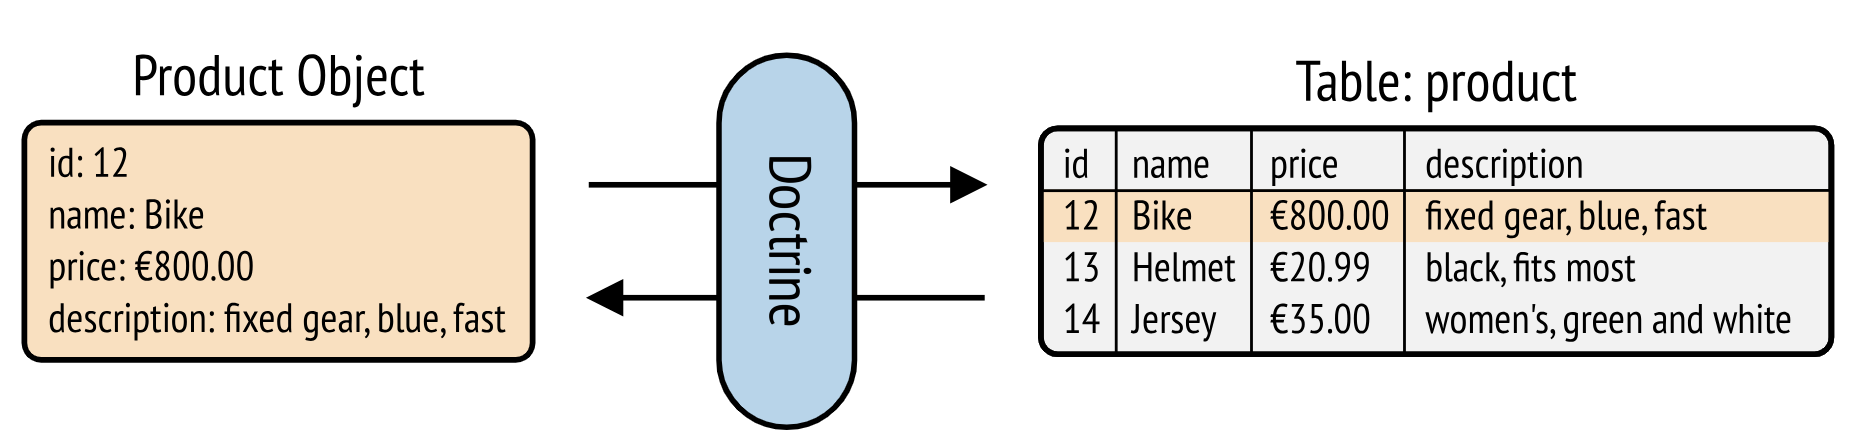 Product Object
id: 12
name: Bike
price: €800.00
description: fixed gear, blue, fast
Doctrine
Table: product
id name price description
12 Bike €800.00 fixed gear, blue, fast
13 Helmet €20.99 black, fits most
14 Jersey €35.00 women's, green and white